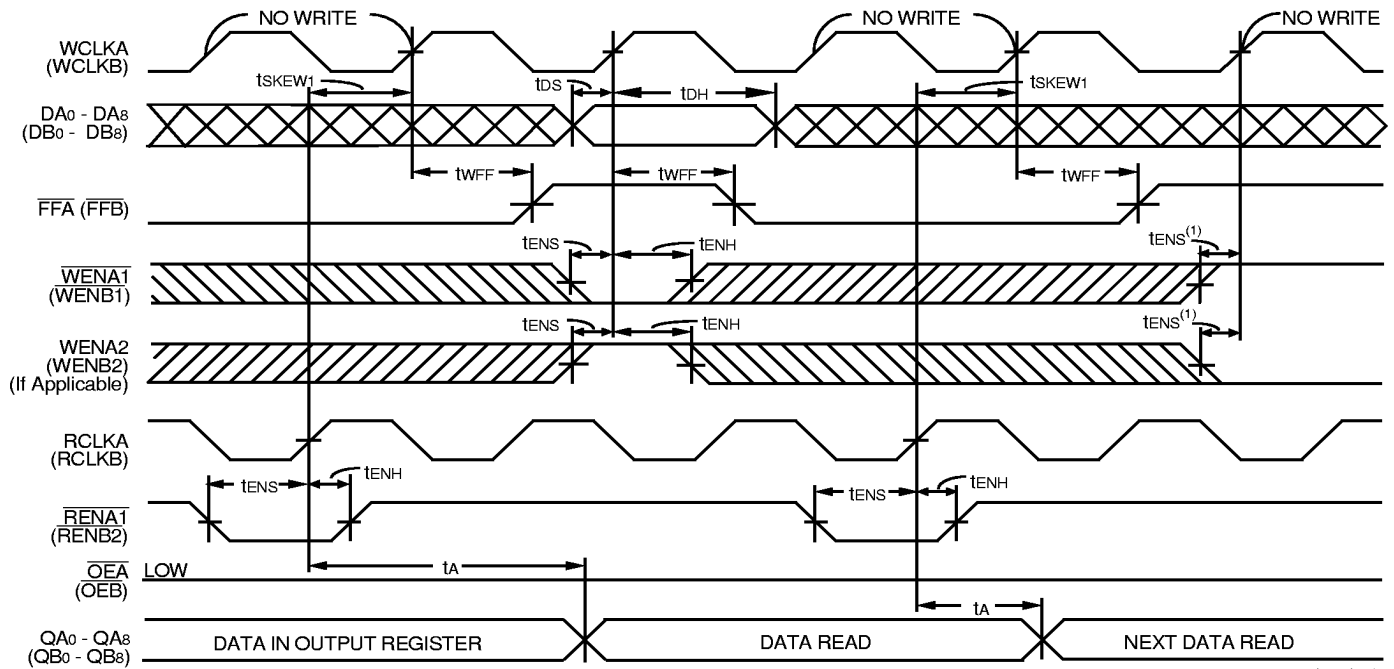 NO WRITE
NO WRITE
NO WRITE
WCLKA
(WCLKB)
tSKEW1
tDS
tDH
tSKEW1
DA0 - DA8
(DB0 - DB8)
tWFF
tWFF
tWFF
FFA (FFB)
tENS
tENH
tENS(1)
WENA1
(WENB1)
tENS
tENH
tENS(1)
WENA2
(WENB2)
(If Applicable)
RCLKA
(RCLKB)
tENS
tENH
tENS
tENH
RENA1
(RENB2)
OEA LOW
(OEB)
tA
tA
QA0 - QA8
(QB0 - QB8)
DATA IN OUTPUT REGISTER
DATA READ
NEXT DATA READ